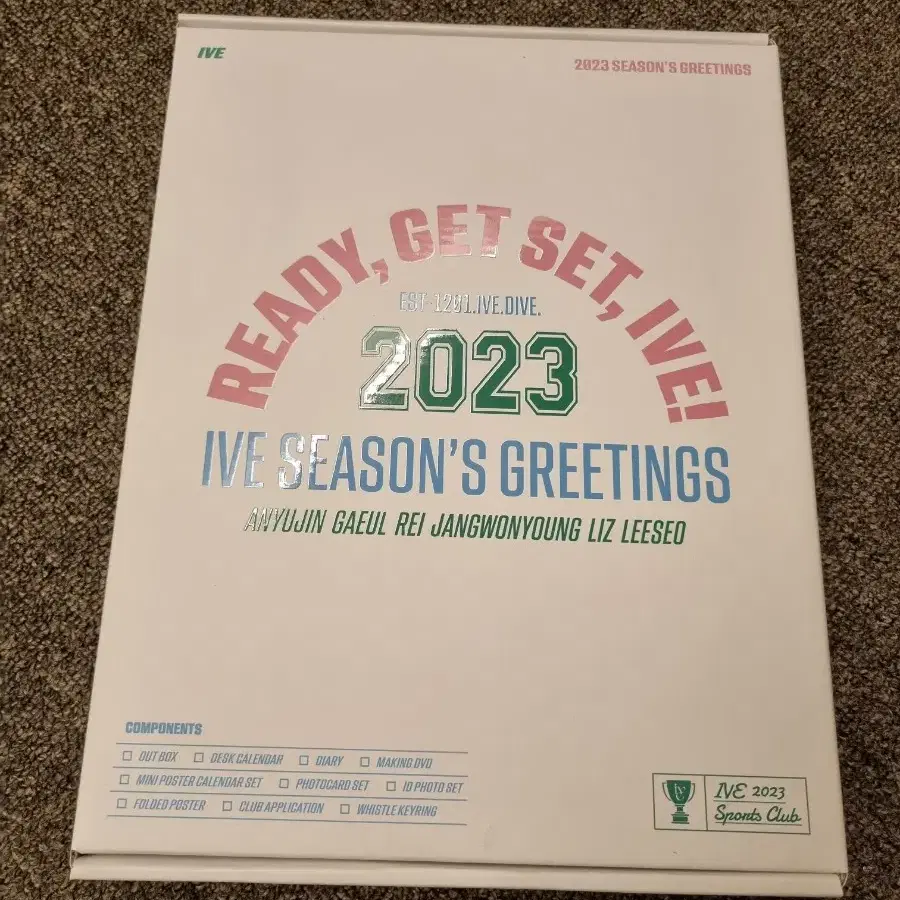 IVE
2023 SEASON'S GREETINGS
READY, GET SET, IVE!
EST-1201.IVE.DIVE.
2023
IVE SEASON'S GREETINGS
ANYUJIN GAEUL REI JANGWONYOUNG LIZ LEESEO
COMPONENTS
OUT BOX DESK CALENDAR DIARY MAKING DVD
MINI POSTER CALENDAR SET PHOTOCARD SET ID PHOTO SET
FOLDED POSTER CLUB APPLICATION WHISTLE KEYRING
IVE
IVE 2023
Sports Club